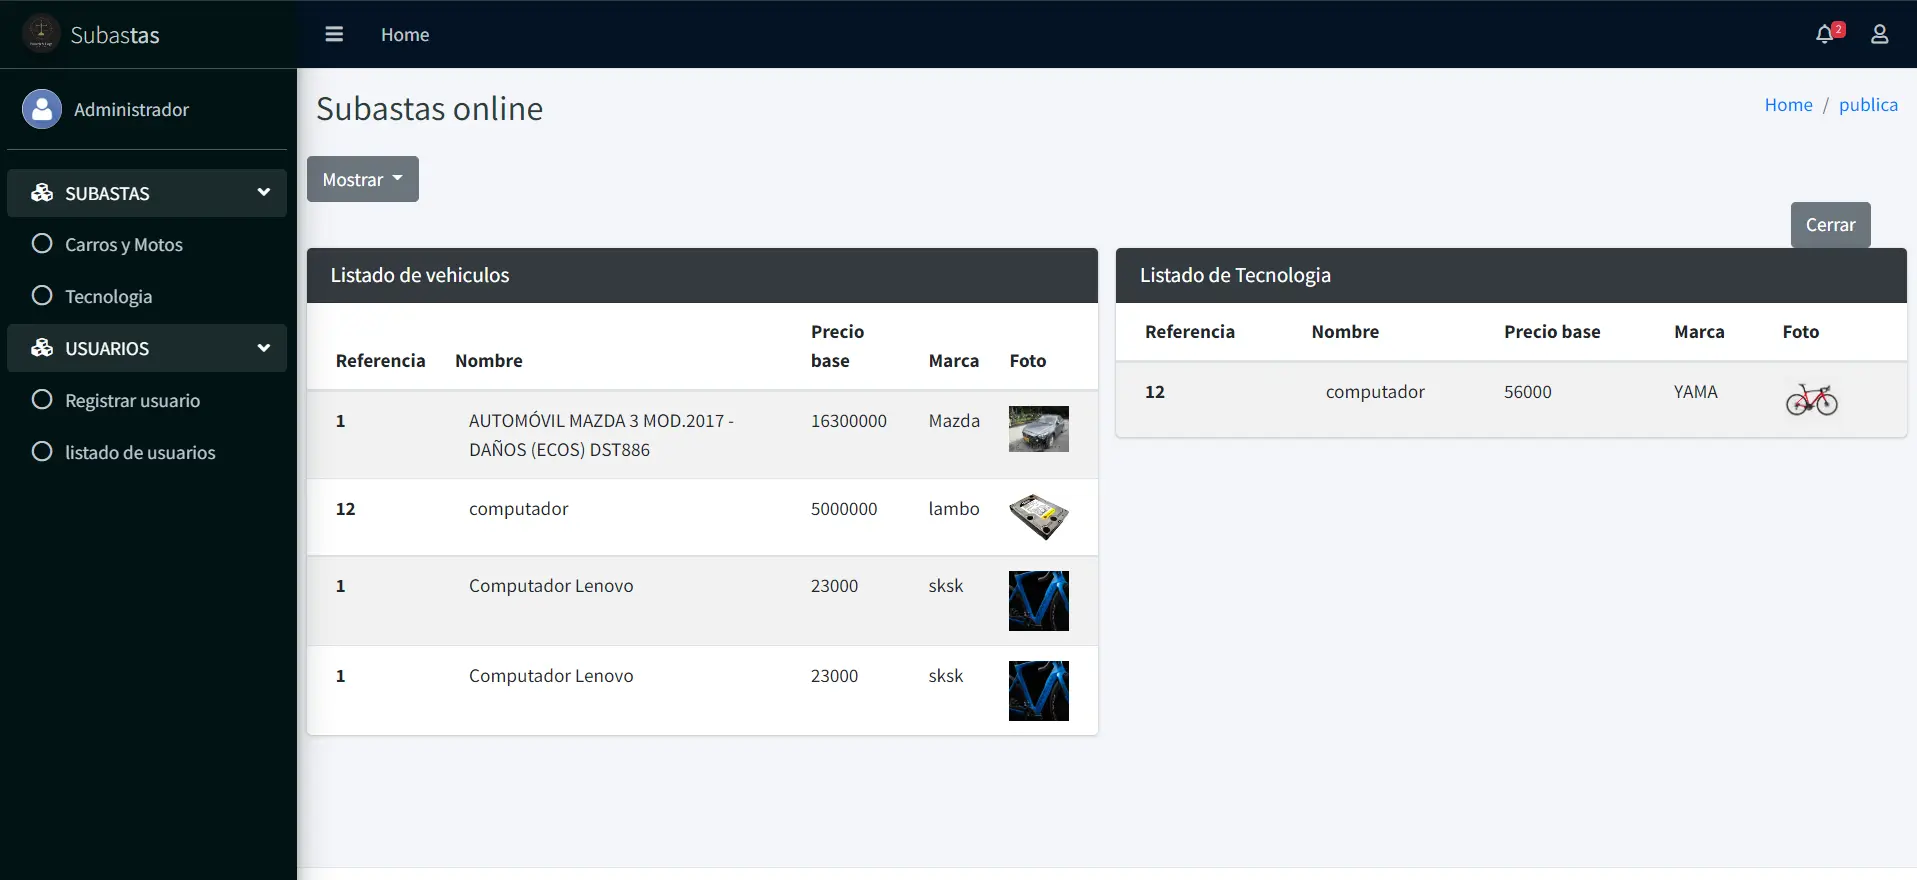 Subastas
Home
2
Administrador
SUBASTAS
Carros y Motos
Tecnologia
USUARIOS
Registrar usuario
listado de usuarios
Subastas online
Home / publica
Mostrar
Cerrar
Listado de vehiculos
Referencia Nombre Precio base Marca Foto
1 AUTOMÓVIL MAZDA 3 MOD.2017 - 16300000 Mazda
DAÑOS (ECOS) DST886
12 computador 5000000 lambo
1 Computador Lenovo 23000 sksk
1 Computador Lenovo 23000 sksk
Listado de Tecnologia
Referencia Nombre Precio base Marca Foto
12 computador 56000 YAMA